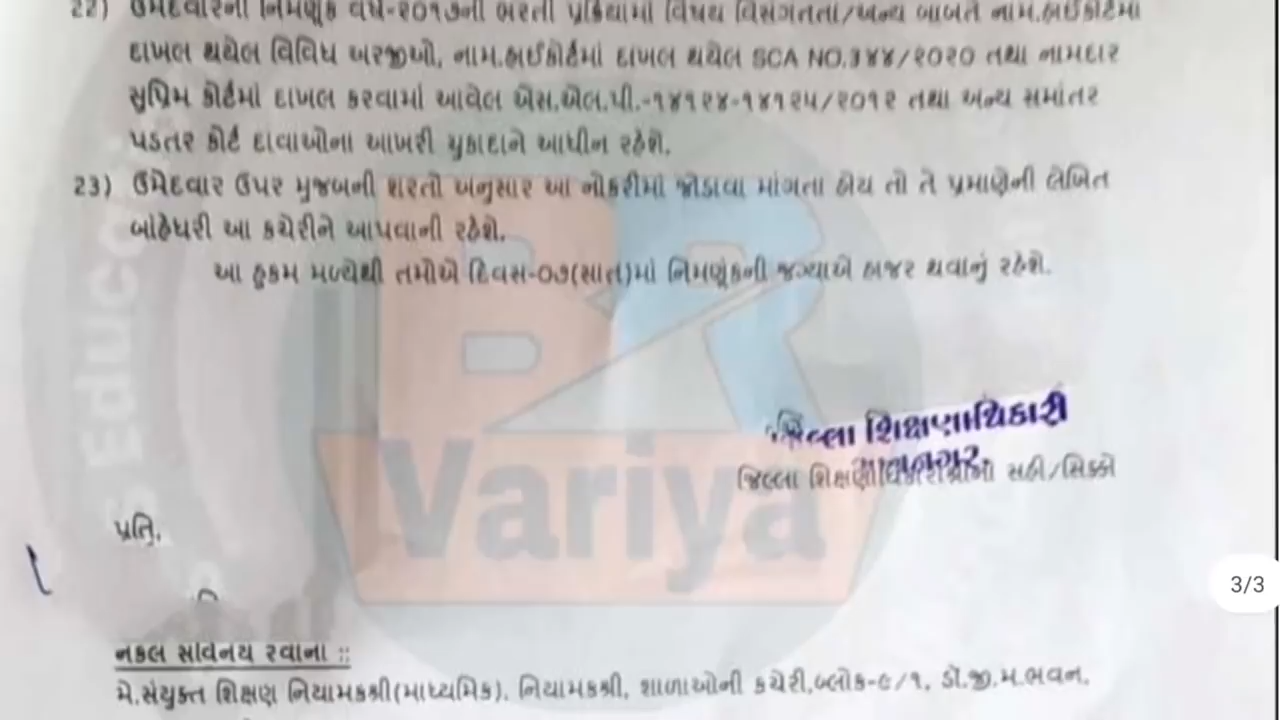 22) ઉમેદવારની નિમણૂક વર્ષ-૨૦૧૭ની ભરતી પ્રક્રિયામાં વિષય વિસંગતતા/અન્ય બાબતે નામ.હાઈકોર્ટમાં
દાખલ થયેલ વિવિધ અરજીઓ, નામ.હાઈકોર્ટમાં દાખલ થયેલ SCA NO.૩૪૪/૨૦૨૦ તથા નામદાર
સુપ્રિમ કોર્ટમાં દાખલ કરવામાં આવેલ એસ.એલ.પી.-૧૪૧૨૪-૧૪૧૨૫/૨૦૧૨ તથા અન્ય સમાંતર
પડતર કોર્ટ દાવાઓના આખરી ચુકાદાને આધીન રહેશે.
23) ઉમેદવાર ઉપર મુજબની શરતો અનુસાર આ નોકરીમાં જોડાવા માંગતા હોય તો તે પ્રમાણેની લેખિત
બાંહેધરી આ કચેરીને આપવાની રહેશે.
આ હુકમ મળ્યેથી તમોએ દિવસ-૦૭(સાત)માં નિમણૂંકની જગ્યાએ હાજર થવાનું રહેશે.
જિલ્લા શિક્ષણાધિકારી
જિલ્લા શિક્ષણાધિકારીશ્રીની સહી/સિક્કો
BR
Variya
Educa
પ્રતિ,
3/3
નકલ સવિનય રવાના ::
મે.સંયુક્ત શિક્ષણ નિયામકશ્રી(માધ્યમિક), નિયામકશ્રી, શાળાઓની કચેરી,બ્લોક-૯/૧, ડૉ.જી.મ.ભવન,